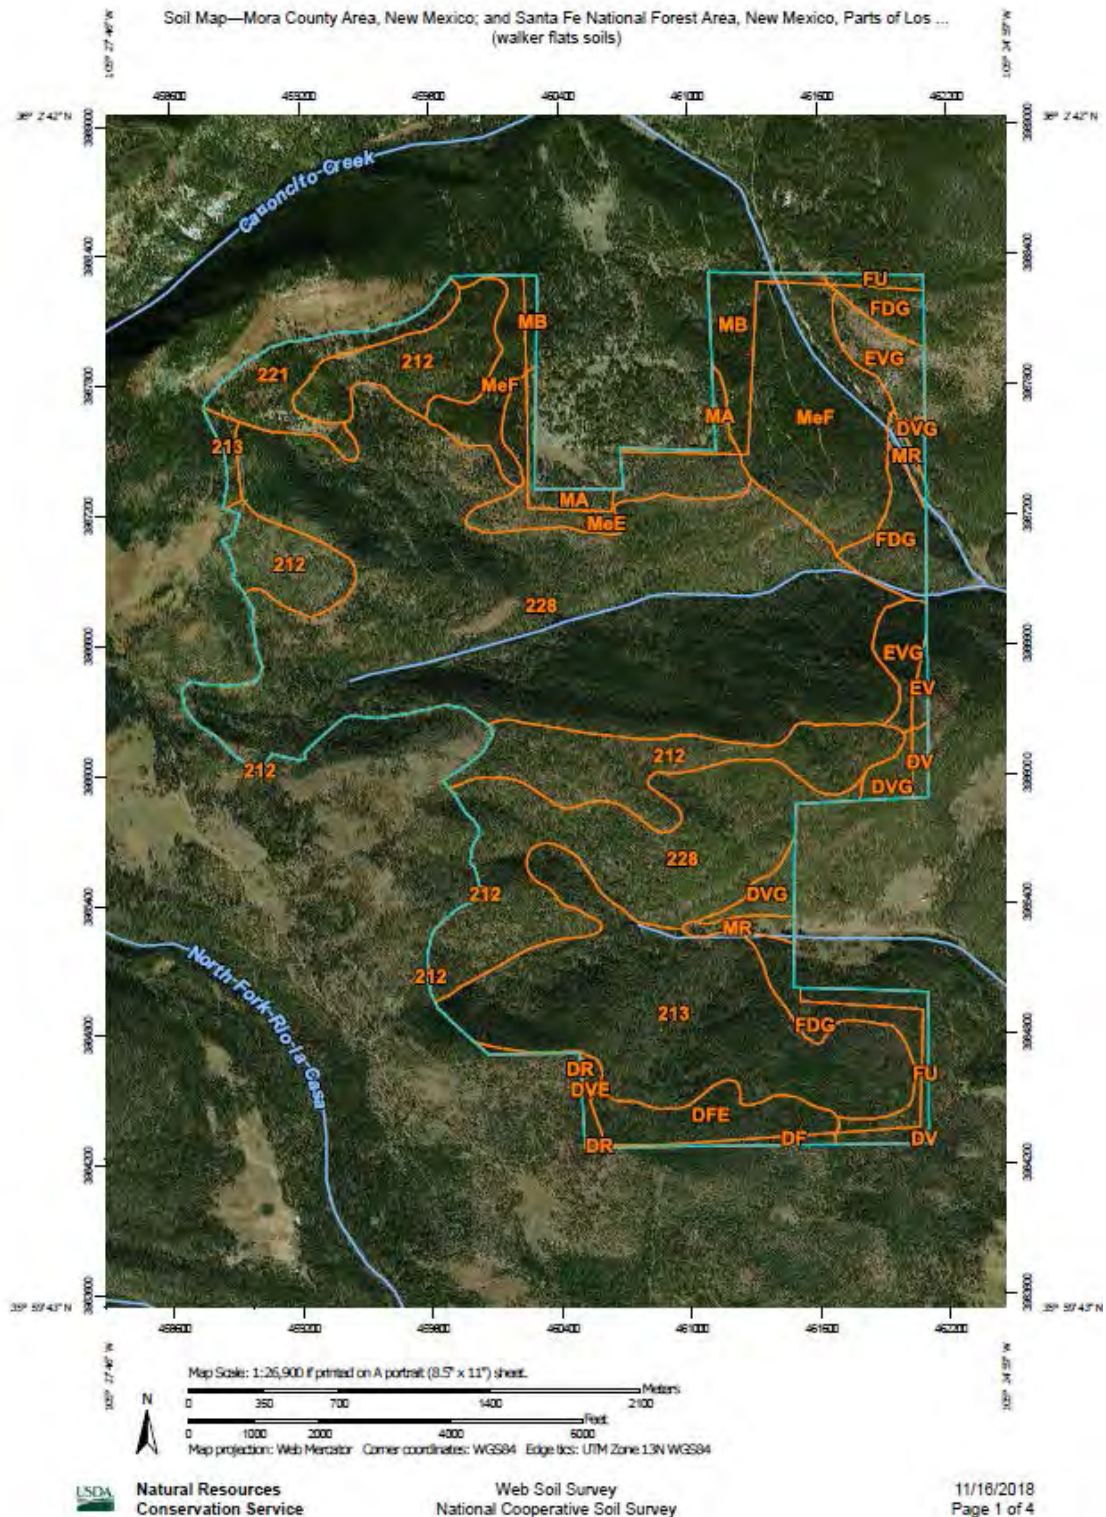 Soil Map—Mora County Area, New Mexico; and Santa Fe National Forest Area, New Mexico, Parts of Los ...
(walker flats soils)
36° 2' 42" N
36° 2' 42" N
Canoncito-Creek
FU
FDG
MB
MB
EVG
212
221
MeF
MA
MeF
DVG
213
MR
MA
MeE
FDG
212
228
EVG
EV
212
DV
212
DVG
228
212
DVG
MR
North-Fork-Rio-la-Casa
212
213
FDG
DR
FU
DVE
DFE
DR
DF
DV
35° 59' 43" N
35° 59' 43" N
Map Scale: 1:26,900 if printed on A portrait (8.5" x 11") sheet.
N
Meters
0 350 700 1400 2100
Feet
0 1000 2000 4000 6000
Map projection: Web Mercator Corner coordinates: WGS84 Edge tics: UTM Zone 13N WGS84
USDA
Natural Resources
Conservation Service
Web Soil Survey
National Cooperative Soil Survey
11/16/2018
Page 1 of 4